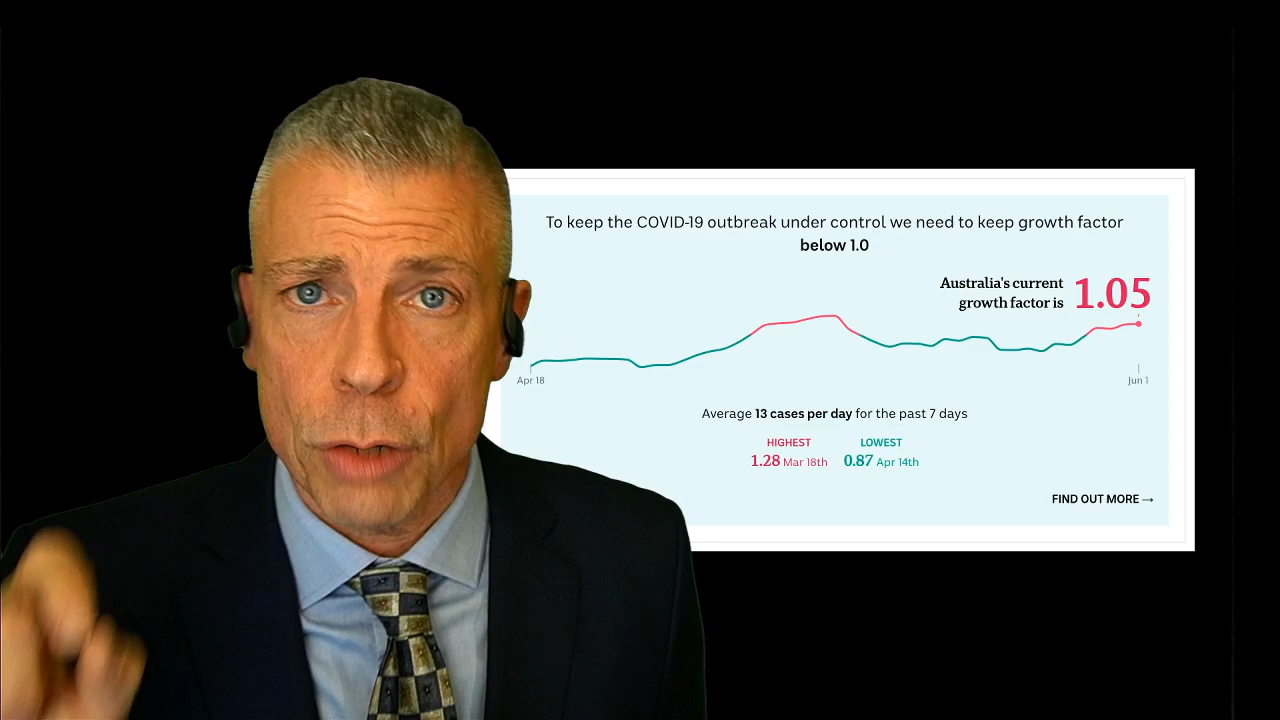 To keep the COVID-19 outbreak under control we need to keep growth factor
below 1.0
Australia's current
growth factor is
1.05
Apr 18
Jun 1
Average 13 cases per day for the past 7 days
HIGHEST
LOWEST
1.28 Mar 18th
0.87 Apr 14th
FIND OUT MORE →